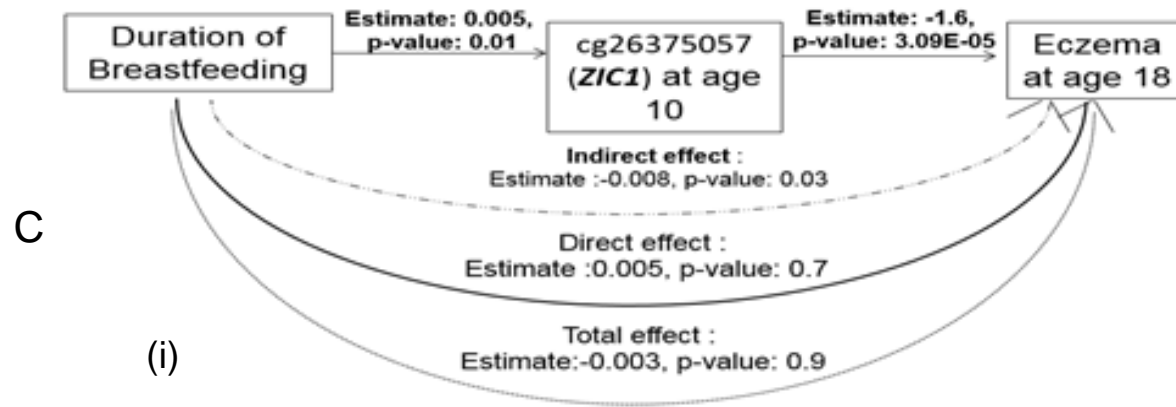 Duration of
Breastfeeding
Estimate: 0.005,
p-value: 0.01
cg26375057
(ZIC1) at age
10
Estimate: -1.6,
p-value: 3.09E-05
Eczema
at age 18
Indirect effect :
Estimate :-0.008, p-value: 0.03
C
Direct effect :
Estimate :0.005, p-value: 0.7
(i)
Total effect :
Estimate:-0.003, p-value: 0.9